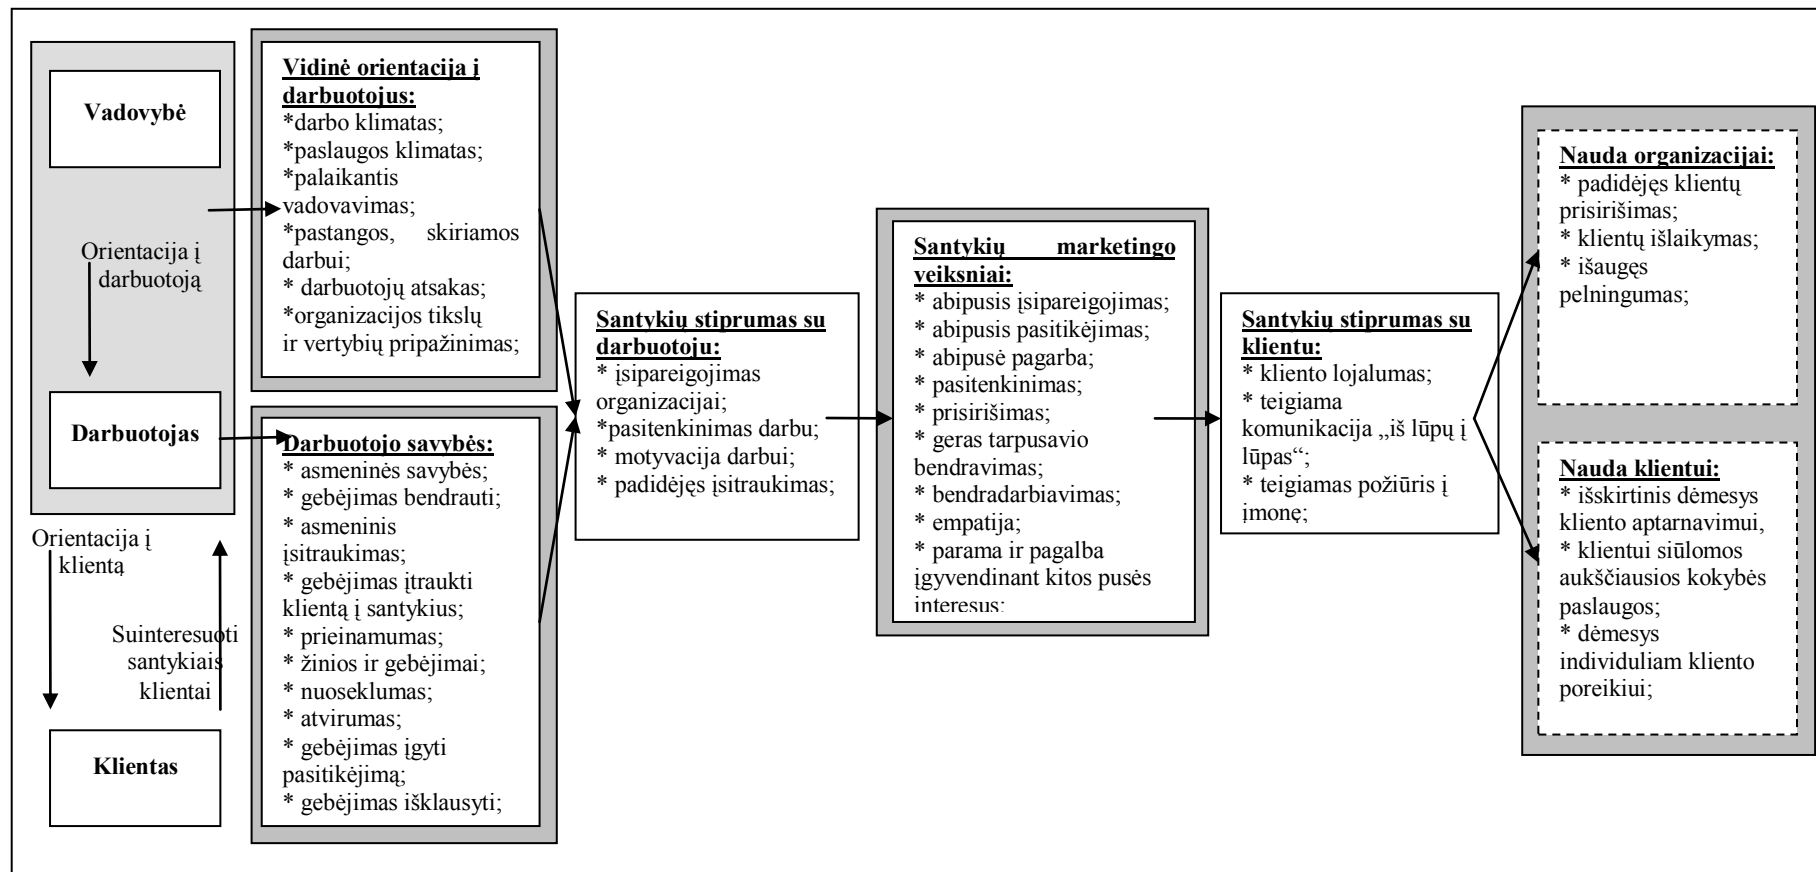 Vadovybė
Orientacija į
darbuotoją
Darbuotojas
Orientacija į
klientą
Suinteresuoti
santykiais
klientai
Klientas
Vidinė orientacija į
darbuotojus:
*darbo klimatas;
*paslaugos klimatas;
*palaikantis
vadovavimas;
*pastangos, skiriamos
darbui;
* darbuotojų atsakas;
*organizacijos tikslų
ir vertybių pripažinimas;
Darbuotojo savybės:
* asmeninės savybės;
* gebėjimas bendrauti;
* asmeninis
įsitraukimas;
* gebėjimas įtraukti
klientą į santykius;
* prieinamumas;
* žinios ir gebėjimai;
* nuoseklumas;
* atvirumas;
* gebėjimas įgyti
pasitikėjimą;
* gebėjimas išklausyti;
Santykių stiprumas su
darbuotoju:
* įsipareigojimas
organizacijai;
*pasitenkinimas darbu;
* motyvacija darbui;
* padidėjęs įsitraukimas;
Santykių marketingo
veiksniai:
* abipusis įsipareigojimas;
* abipusis pasitikėjimas;
* abipusė pagarba;
* pasitenkinimas;
* prisirišimas;
* geras tarpusavio
bendravimas;
* bendradarbiavimas;
* empatija;
* parama ir pagalba
įgyvendinant kitos pusės
interesus;
Santykių stiprumas su
klientu:
* kliento lojalumas;
* teigiama
komunikacija „iš lūpų į
lūpas“;
* teigiamas požiūris į
įmonę;
Nauda organizacijai:
* padidėjęs klientų
prisirišimas;
* klientų išlaikymas;
* išaugęs
pelningumas;
Nauda klientui:
* išskirtinis dėmesys
kliento aptarnavimui,
* klientui siūlomos
aukščiausios kokybės
paslaugos;
* dėmesys
individuliam kliento
poreikiui;